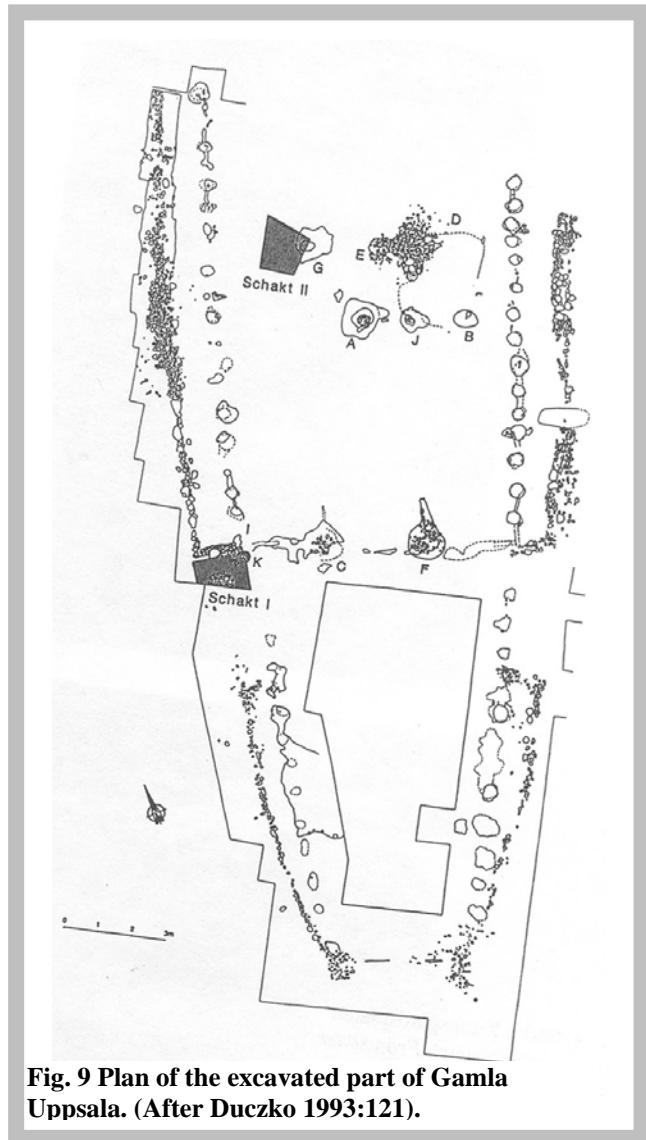 D
E
G
Schakt II
A
J
B
I
K
C
F
Schakt I
0 1 2 3m
Fig. 9 Plan of the excavated part of Gamla
Uppsala. (After Duczko 1993:121).